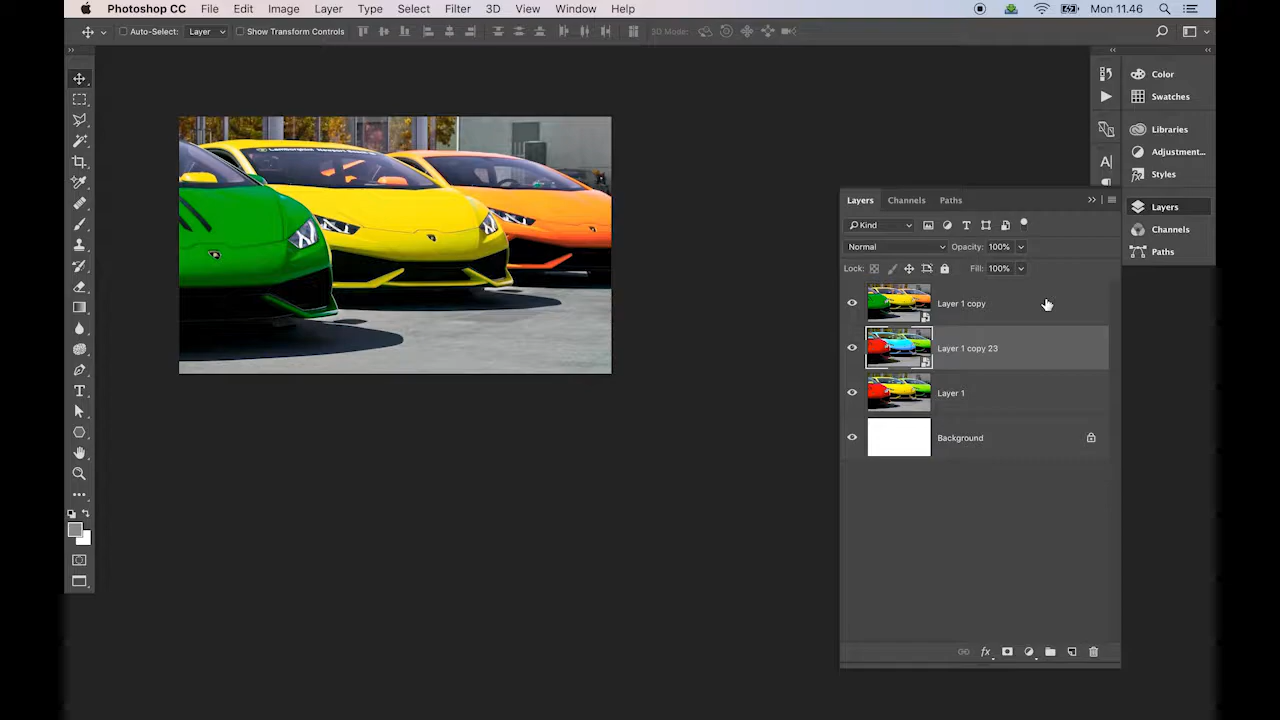 Photoshop CC File Edit Image Layer Type Select Filter 3D View Window Help Mon 11.46
Auto-Select: Layer Show Transform Controls 3D Mode:
Color
Swatches
Libraries
Adjustment...
Styles
Layers
Channels
Paths
Layers Channels Paths
Kind
Normal Opacity: 100%
Lock: Fill: 100%
Layer 1 copy
Layer 1 copy 23
Layer 1
Background
fx